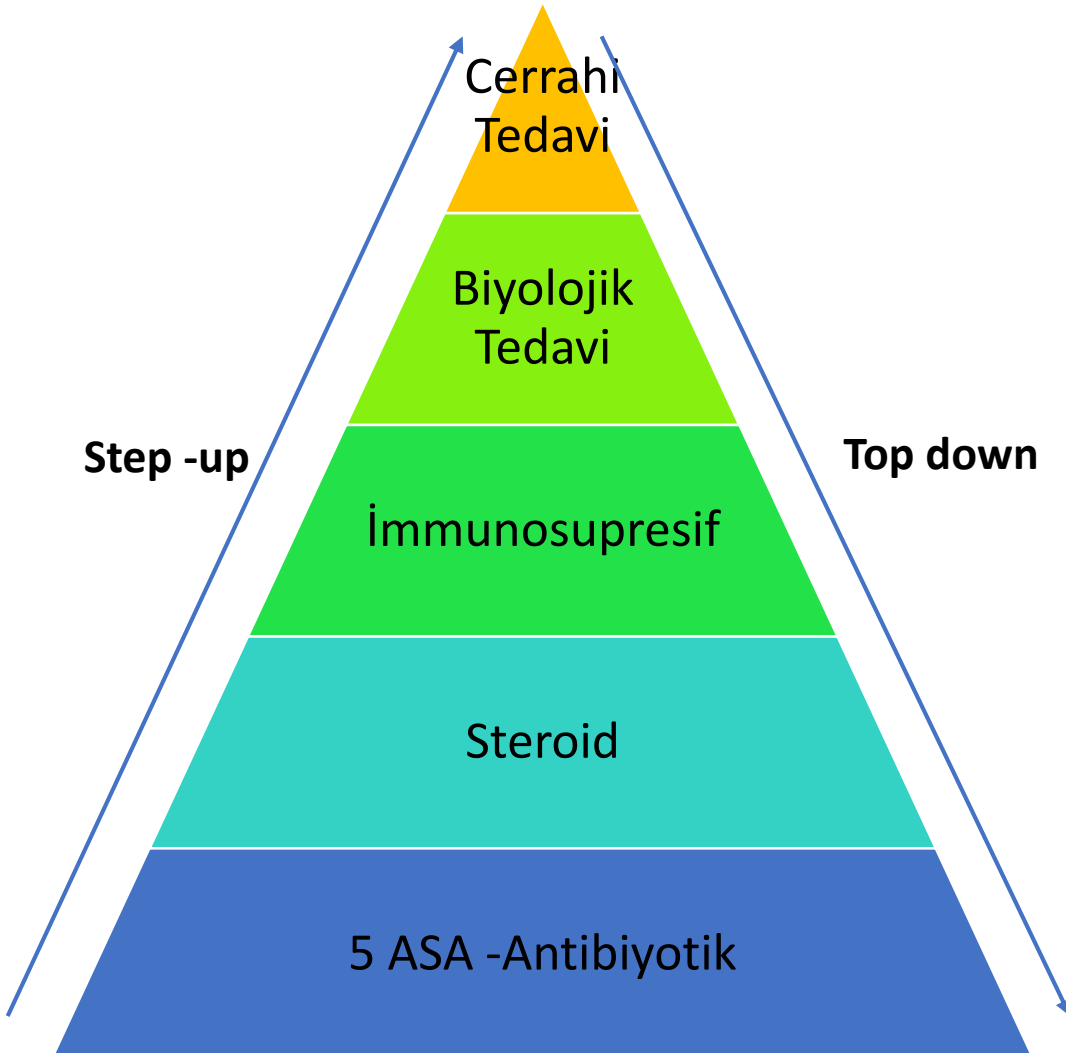 Cerrahi
Tedavi
Biyolojik
Tedavi
Step -up
Top down
İmmunosupresif
Steroid
5 ASA -Antibiyotik